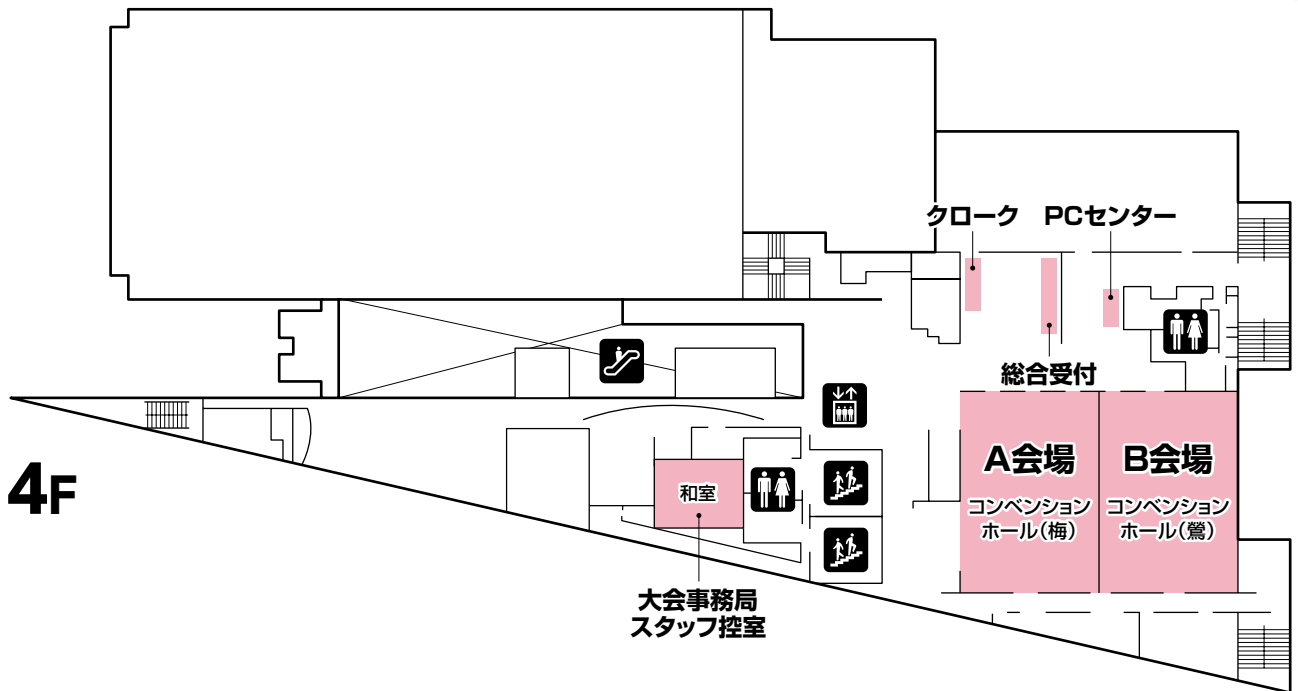 クローク
PCセンター
総合受付
A会場
コンベンション
ホール(梅)
B会場
コンベンション
ホール(鶯)
4F
和室
大会事務局
スタッフ控室